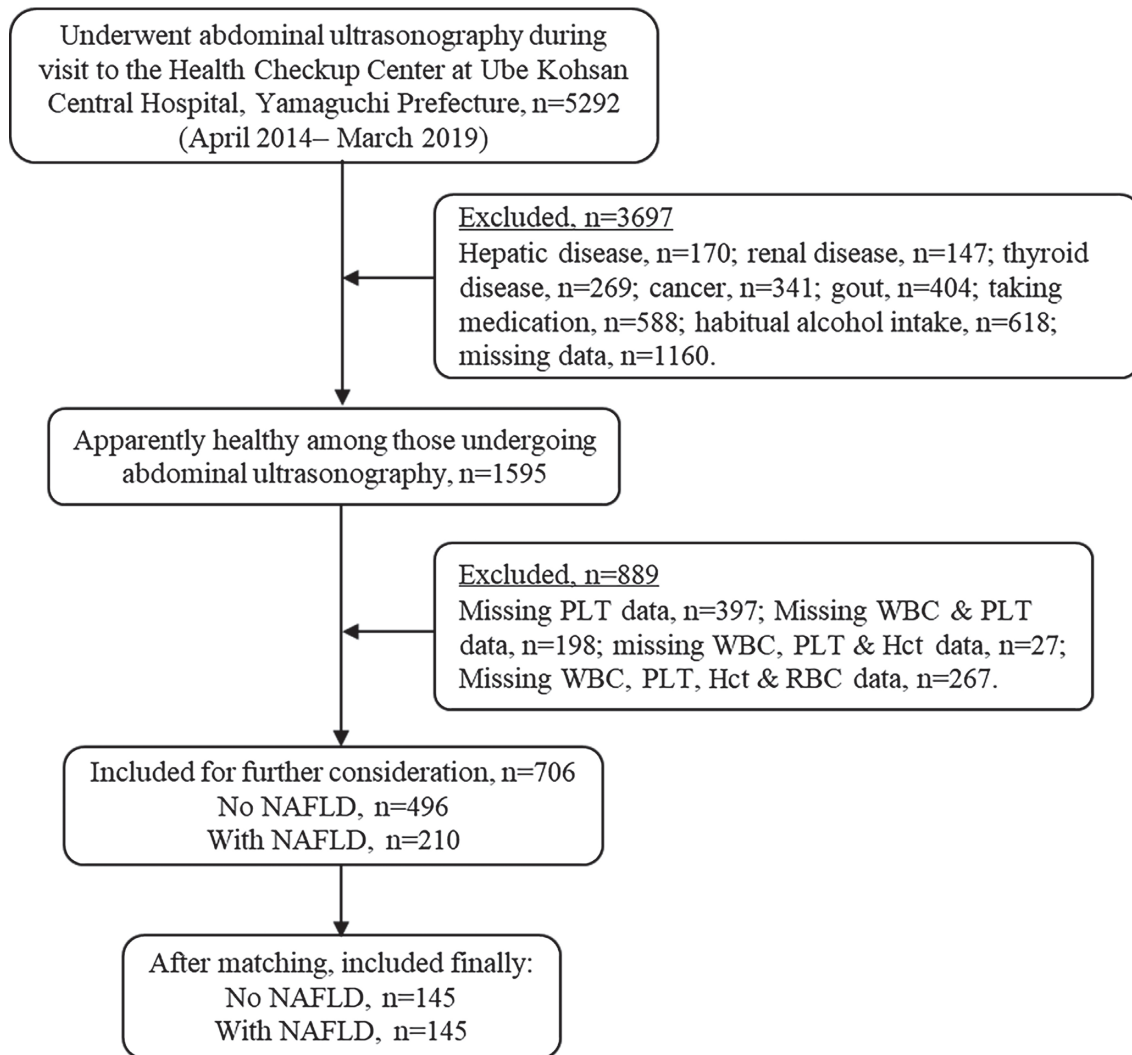 Underwent abdominal ultrasonography during
visit to the Health Checkup Center at Ube Kohsan
Central Hospital, Yamaguchi Prefecture, n=5292
(April 2014– March 2019)
Excluded, n=3697
Hepatic disease, n=170; renal disease, n=147; thyroid
disease, n=269; cancer, n=341; gout, n=404; taking
medication, n=588; habitual alcohol intake, n=618;
missing data, n=1160.
Apparently healthy among those undergoing
abdominal ultrasonography, n=1595
Excluded, n=889
Missing PLT data, n=397; Missing WBC & PLT
data, n=198; missing WBC, PLT & Hct data, n=27;
Missing WBC, PLT, Hct & RBC data, n=267.
Included for further consideration, n=706
No NAFLD, n=496
With NAFLD, n=210
After matching, included finally:
No NAFLD, n=145
With NAFLD, n=145